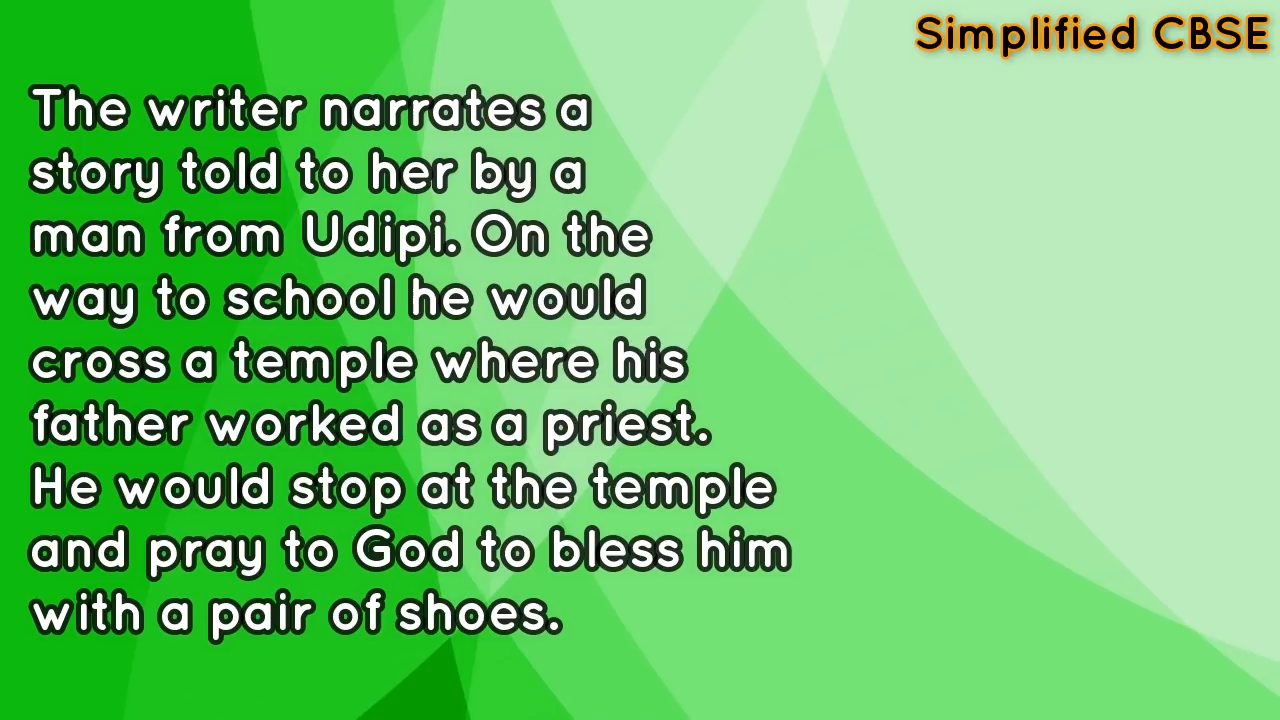 Simplified CBSE
The writer narrates a
story told to her by a
man from Udipi. On the
way to school he would
cross a temple where his
father worked as a priest.
He would stop at the temple
and pray to God to bless him
with a pair of shoes.